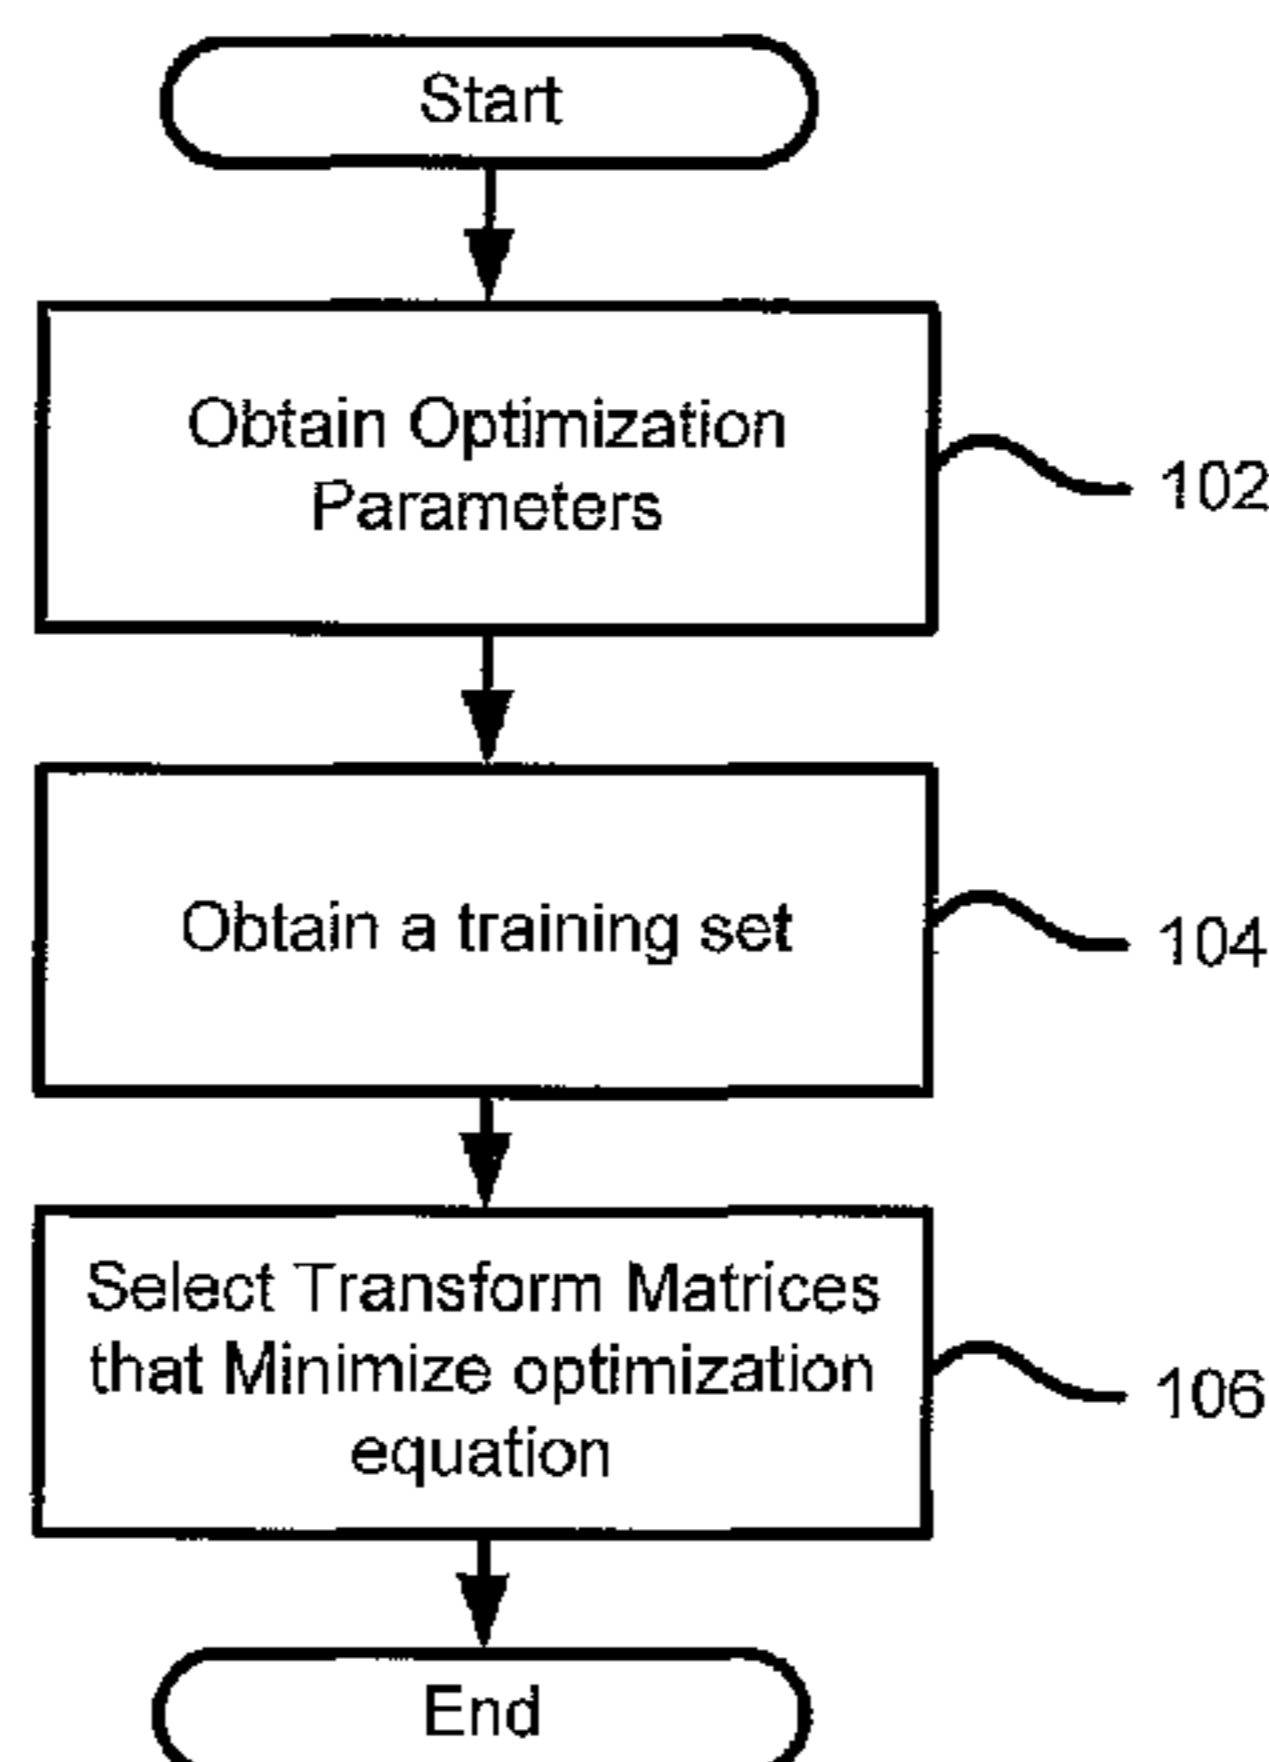 Start
Obtain Optimization
Parameters
102
Obtain a training set
104
Select Transform Matrices
that Minimize optimization
equation
106
End